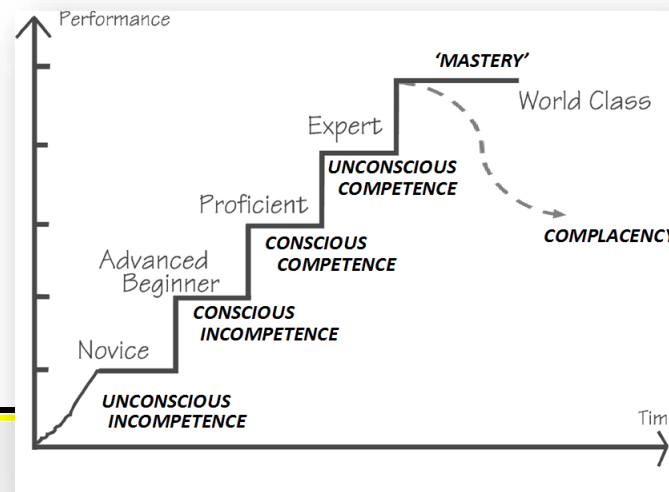 Performance
'MASTERY'
World Class
Expert
UNCONSCIOUS
COMPETENCE
Proficient
COMPLACENCY
CONSCIOUS
COMPETENCE
Advanced
Beginner
CONSCIOUS
INCOMPETENCE
Novice
UNCONSCIOUS
INCOMPETENCE
Tim